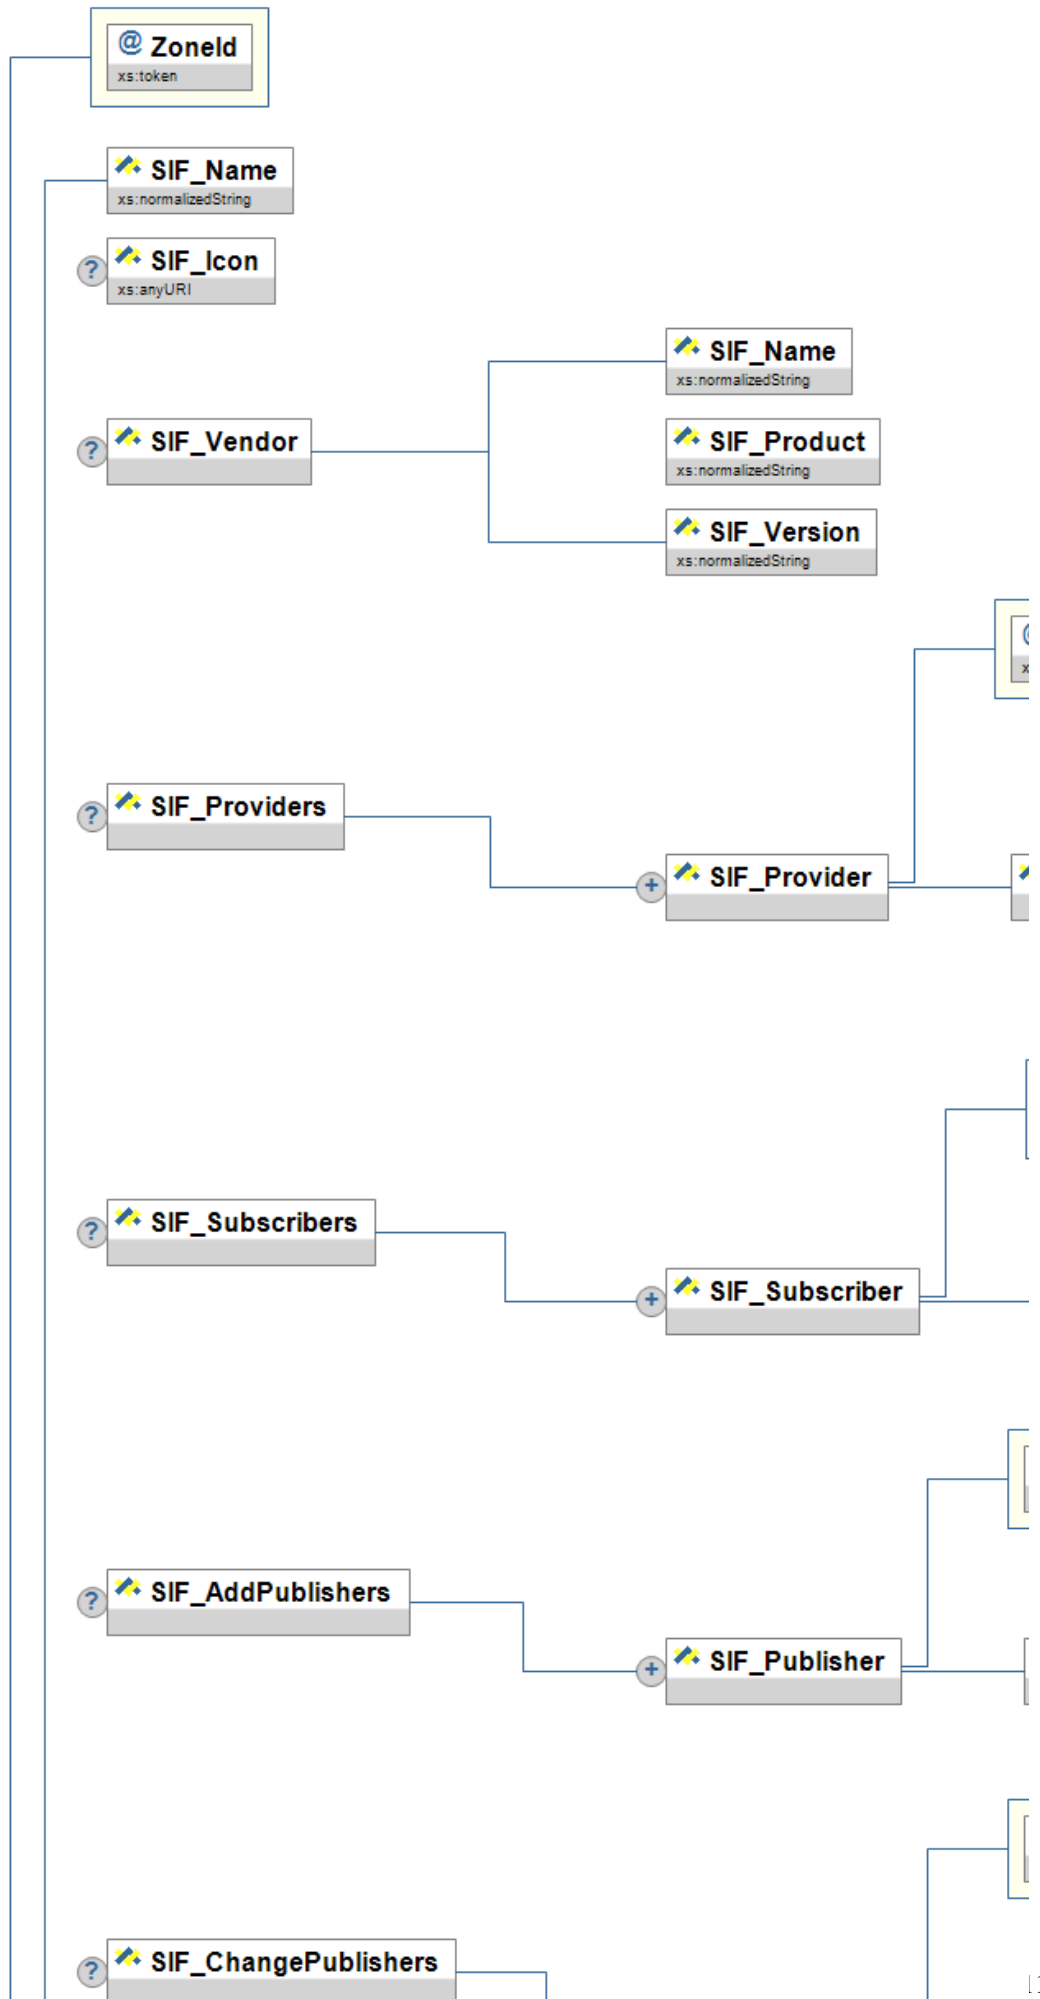 @ ZoneId
xs:token
SIF_Name
xs:normalizedString
? SIF_Icon
xs:anyURI
SIF_Name
xs:normalizedString
? SIF_Vendor
SIF_Product
xs:normalizedString
SIF_Version
xs:normalizedString
? SIF_Providers
+ SIF_Provider
? SIF_Subscribers
+ SIF_Subscriber
? SIF_AddPublishers
+ SIF_Publisher
? SIF_ChangePublishers